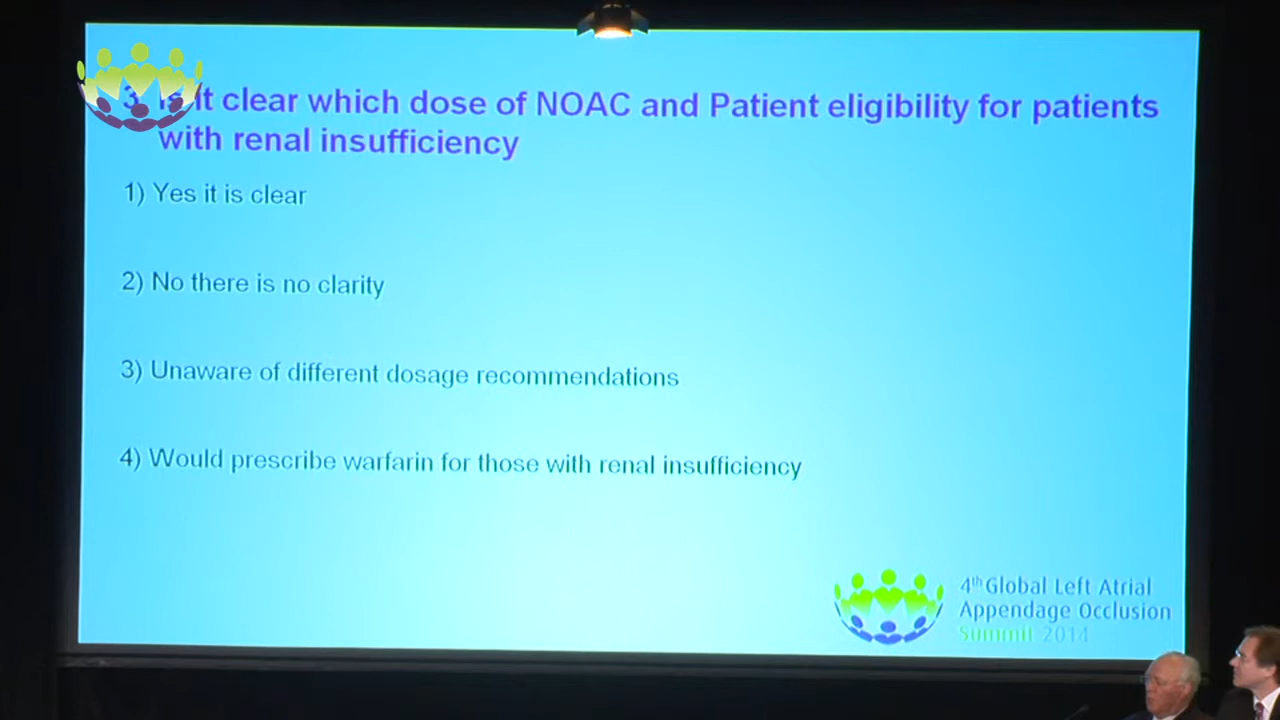 3. Is it clear which dose of NOAC and Patient eligibility for patients
with renal insufficiency
1) Yes it is clear
2) No there is no clarity
3) Unaware of different dosage recommendations
4) Would prescribe warfarin for those with renal insufficiency
4th Global Left Atrial
Appendage Occlusion
Summit 2014